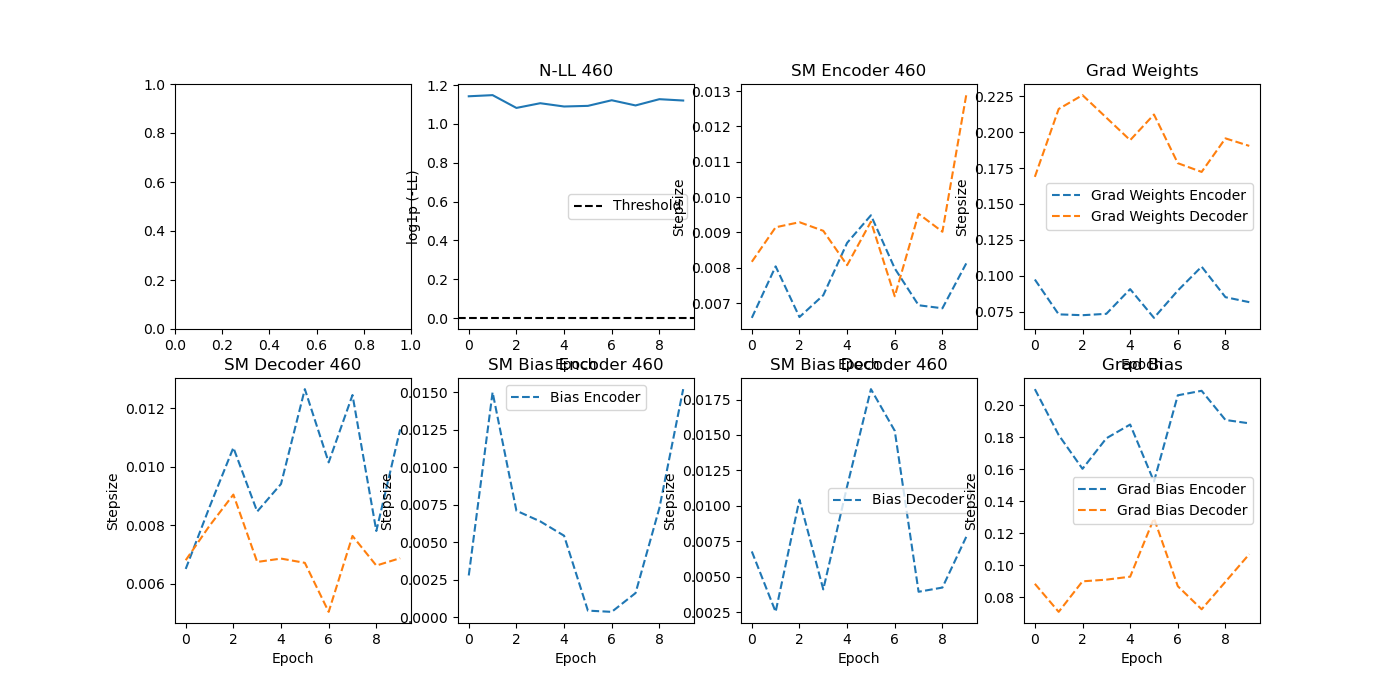 N-LL 460
SM Encoder 460
Grad Weights
1.0
0.8
0.6
0.4
0.2
0.0
0.0 0.2 0.4 0.6 0.8 1.0
log1p (-LL)
1.2
1.0
0.8
0.6
0.4
0.2
0.0
Threshold
0 2 4 6 8
Epoch
Stepsize
0.013
0.012
0.011
0.010
0.009
0.008
0.007
0 2 4 6 8
Epoch
Stepsize
0.225
0.200
0.175
0.150
0.125
0.100
0.075
Grad Weights Encoder
Grad Weights Decoder
0 2 4 6 8
Epoch
SM Decoder 460
SM Bias Encoder 460
SM Bias Decoder 460
Grad Bias
Stepsize
0.012
0.010
0.008
0.006
0 2 4 6 8
Epoch
Stepsize
0.0150
0.0125
0.0100
0.0075
0.0050
0.0025
0.0000
Bias Encoder
0 2 4 6 8
Epoch
Stepsize
0.0175
0.0150
0.0125
0.0100
0.0075
0.0050
0.0025
Bias Decoder
0 2 4 6 8
Epoch
Stepsize
0.20
0.18
0.16
0.14
0.12
0.10
0.08
Grad Bias Encoder
Grad Bias Decoder
0 2 4 6 8
Epoch